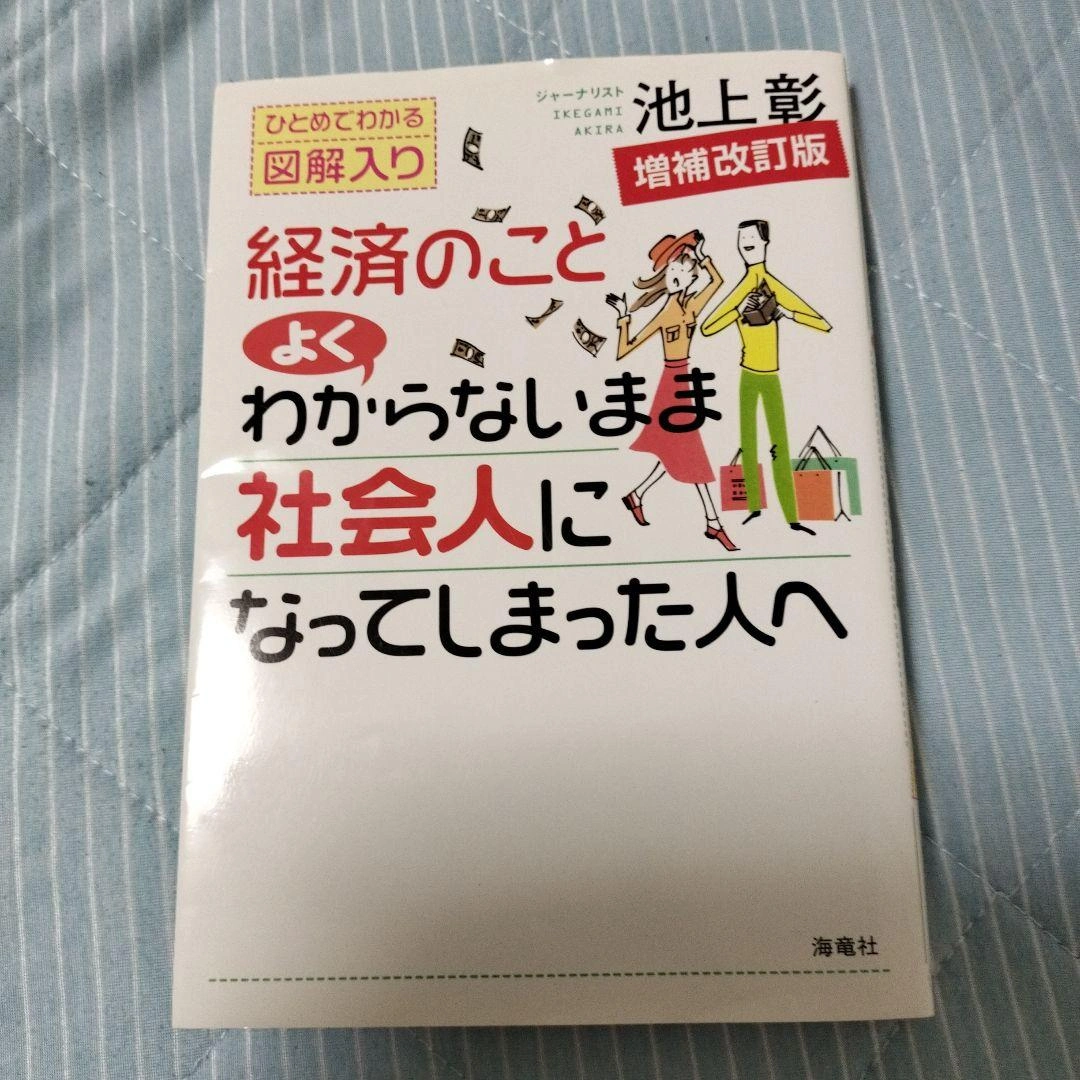 ひとめでわかる
図解入り
ジャーナリスト
IKEGAMI
AKIRA
池上彰
増補改訂版
経済のこと
よく
わからないまま
社会人に
なってしまった人へ
海竜社